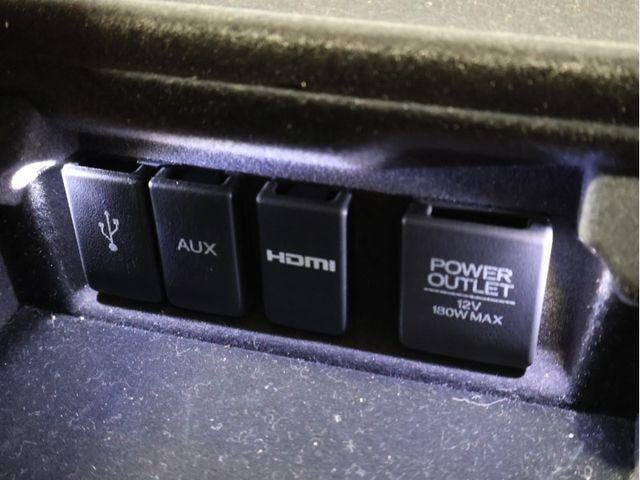 AUX
HDMI
POWER
OUTLET
12V
180W MAX